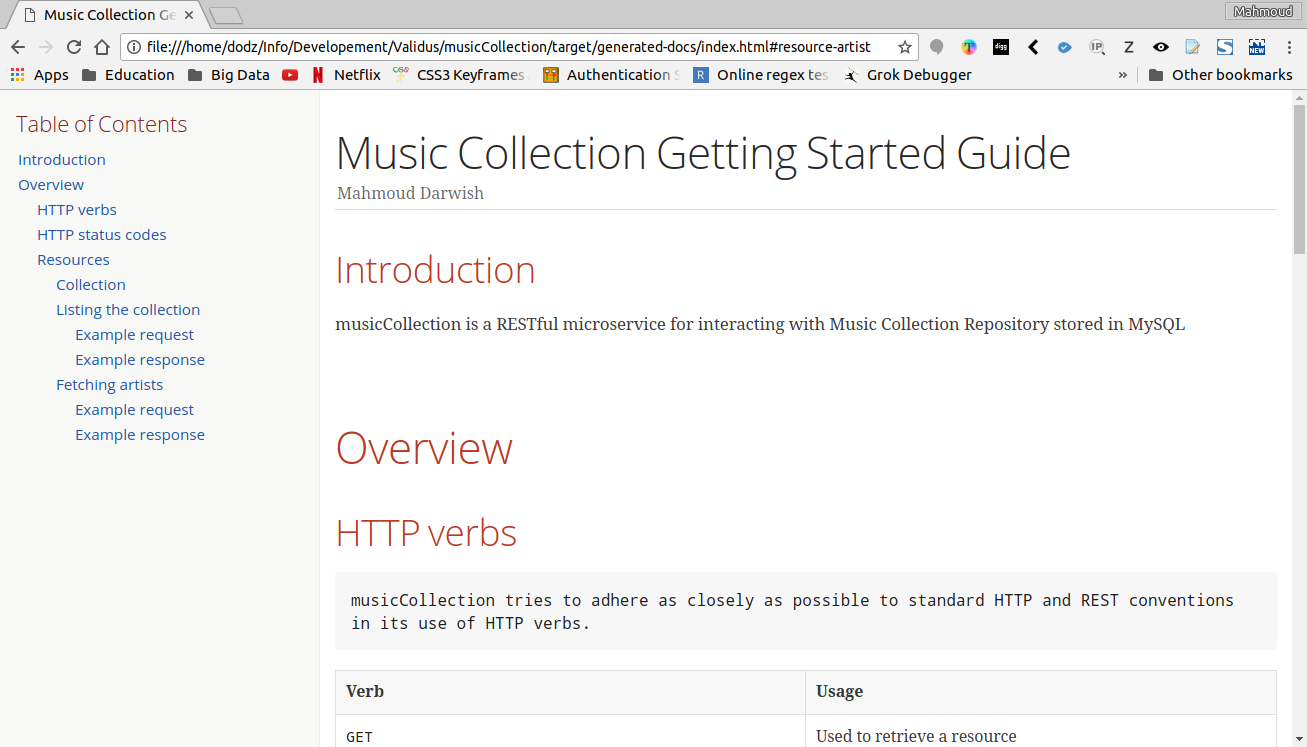 Music Collection Ge
Mahmoud
file:///home/dodz/Info/Developement/Validus/musicCollection/target/generated-docs/index.html#resource-artist
digg
IP
Z
S
NEW
Apps
Education
Big Data
N
Netflix
CSS
CSS3 Keyframes
Authentication S
R
Online regex tes
Grok Debugger
»
Other bookmarks
Table of Contents
Introduction
Overview
HTTP verbs
HTTP status codes
Resources
Collection
Listing the collection
Example request
Example response
Fetching artists
Example request
Example response
Music Collection Getting Started Guide
Mahmoud Darwish
Introduction
musicCollection is a RESTful microservice for interacting with Music Collection Repository stored in MySQL
Overview
HTTP verbs
musicCollection tries to adhere as closely as possible to standard HTTP and REST conventions
in its use of HTTP verbs.
Verb Usage
GET Used to retrieve a resource